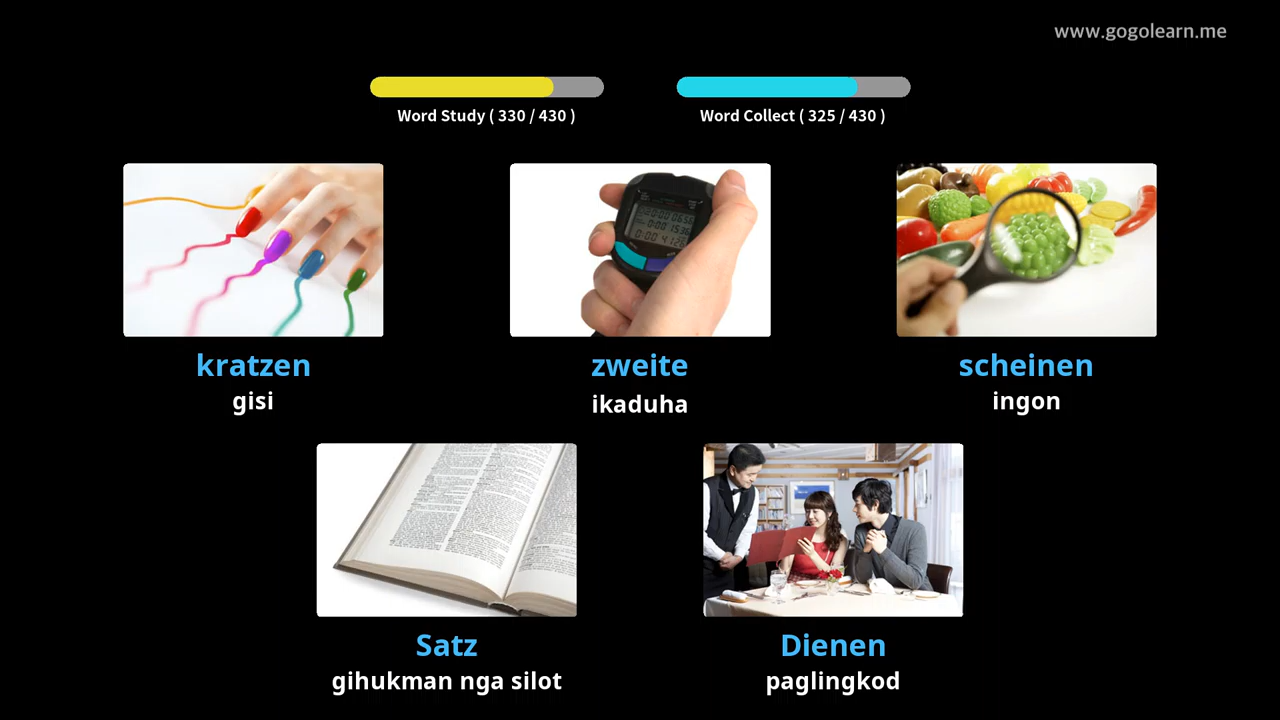 www.gogolearn.me
Word Study ( 330 / 430 )
Word Collect ( 325 / 430 )
kratzen
gisi
zweite
ikaduha
scheinen
ingon
Satz
gihukman nga silot
Dienen
paglingkod